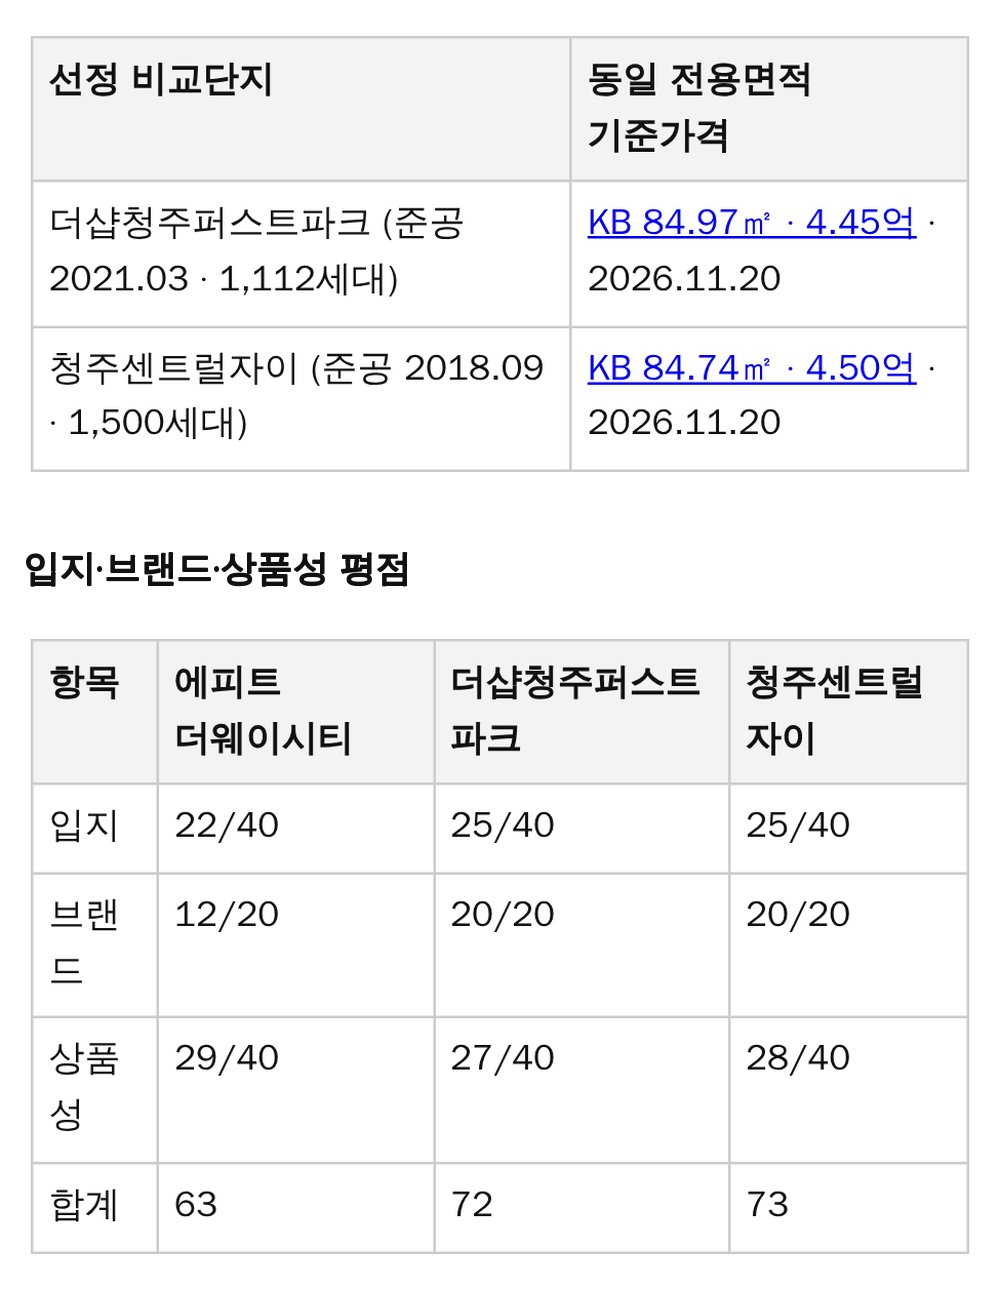 선정 비교단지
동일 전용면적
기준가격
더샵청주퍼스트파크 (준공
2021.03 · 1,112세대)
KB 84.97㎡ · 4.45억 ·
2026.11.20
청주센트럴자이 (준공 2018.09
· 1,500세대)
KB 84.74㎡ · 4.50억 ·
2026.11.20
입지·브랜드·상품성 평점
항목
에피트
더웨이시티
더샵청주퍼스트
파크
청주센트럴
자이
입지
22/40
25/40
25/40
브랜
드
12/20
20/20
20/20
상품
성
29/40
27/40
28/40
합계
63
72
73